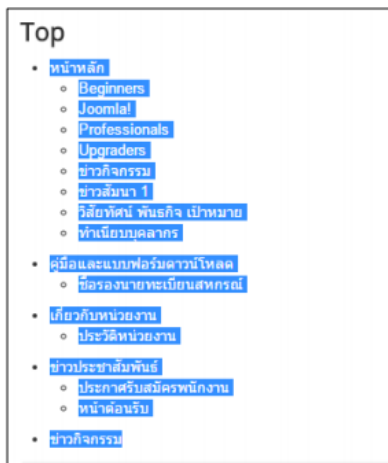 Top
หน้าหลัก
Beginners
Joomla!
Professionals
Upgraders
ข่าวกิจกรรม
ข่าวสัมนา 1
วิสัยทัศน์ พันธกิจ เป้าหมาย
ทำเนียบบุคลากร
คู่มือและแบบฟอร์มดาวน์โหลด
ชื่อรองนายทะเบียนสหกรณ์
เกี่ยวกับหน่วยงาน
ประวัติหน่วยงาน
ข่าวประชาสัมพันธ์
ประกาศรับสมัครพนักงาน
หน้าต้อนรับ
ข่าวกิจกรรม